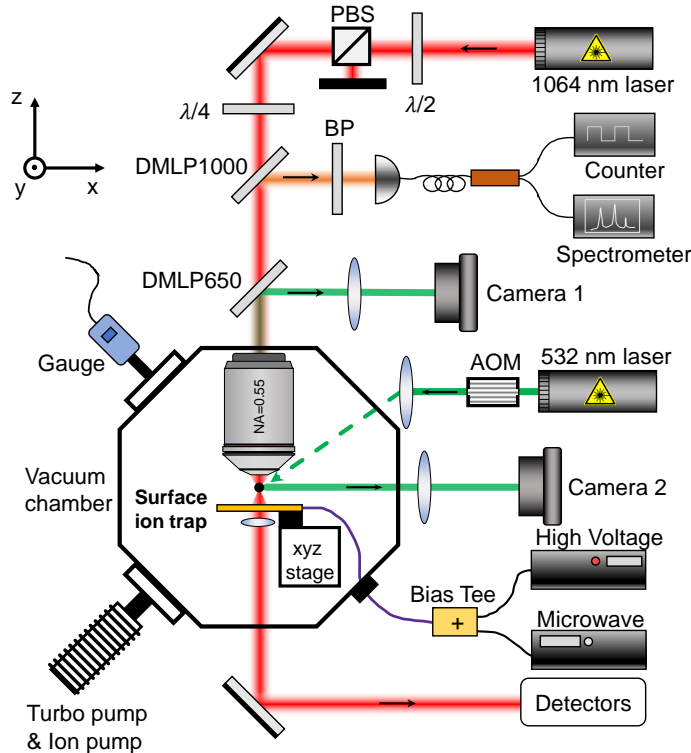 PBS
1064 nm laser
z
λ/4
λ/2
BP
DMLP1000
y
x
Counter
Spectrometer
DMLP650
Camera 1
Gauge
NA=0.55
AOM
532 nm laser
Vacuum
chamber
Surface
ion trap
Camera 2
xyz
stage
High Voltage
Bias Tee
+
Microwave
Detectors
Turbo pump
& Ion pump